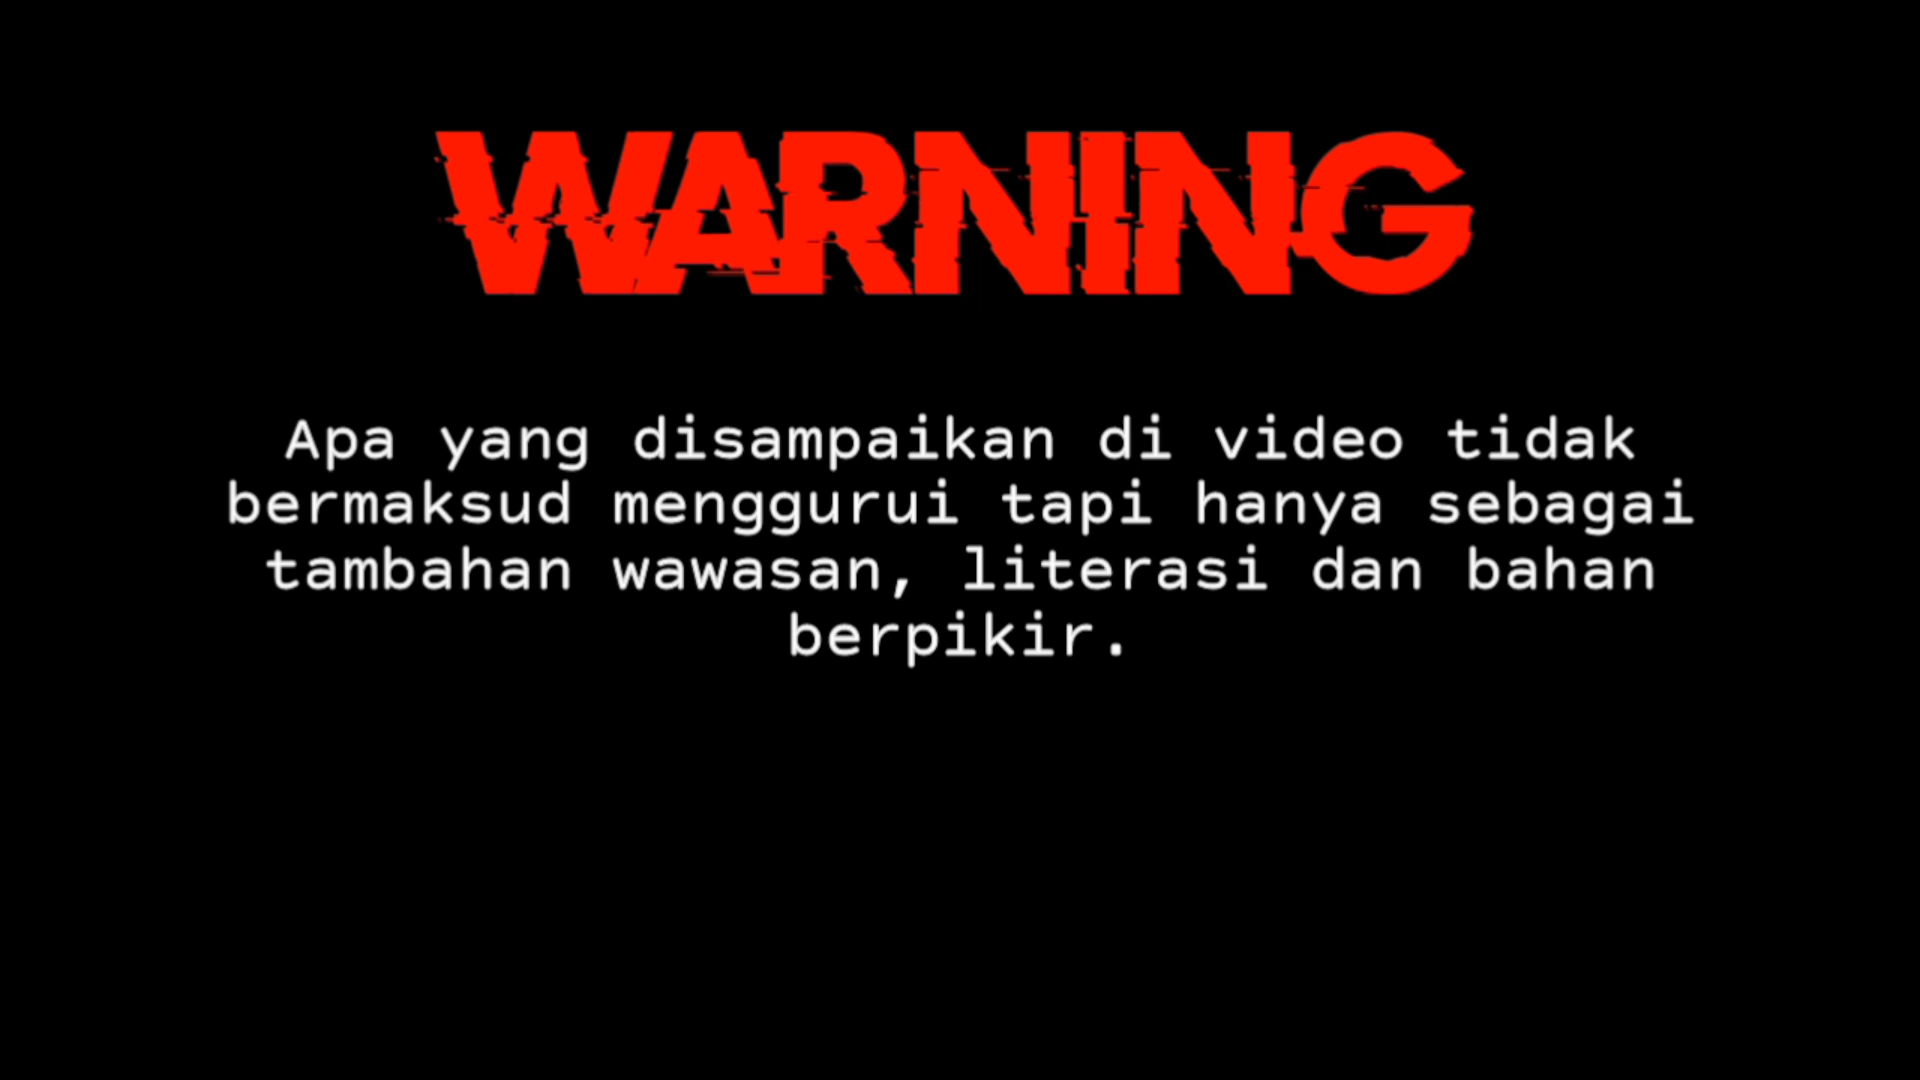 WARNING
Apa yang disampaikan di video tidak
bermaksud menggurui tapi hanya sebagai
tambahan wawasan, literasi dan bahan
berpikir.